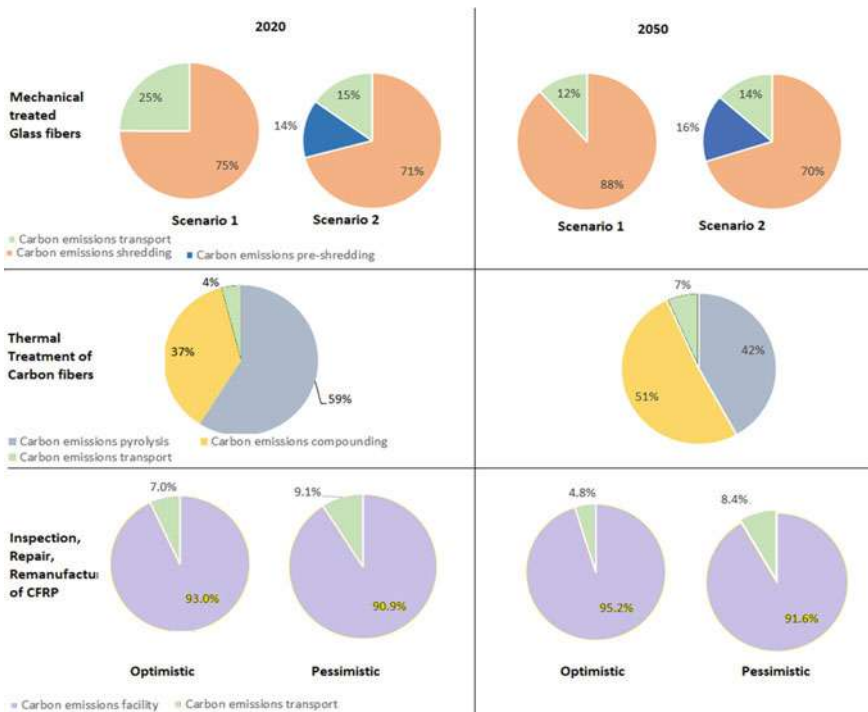 2020
2050
Mechanical
treated
Glass fibers
25%
75%
15%
14%
71%
12%
88%
14%
16%
70%
Scenario 1
Scenario 2
Scenario 1
Scenario 2
Carbon emissions transport
Carbon emissions shredding
Carbon emissions pre-shredding
Thermal
Treatment of
Carbon fibers
4%
37%
59%
7%
42%
51%
Carbon emissions pyrolysis
Carbon emissions compounding
Carbon emissions transport
Inspection,
Repair,
Remanufactu
of CFRP
7.0%
93.0%
9.1%
90.9%
4.8%
95.2%
8.4%
91.6%
Optimistic
Pessimistic
Optimistic
Pessimistic
Carbon emissions facility
Carbon emissions transport